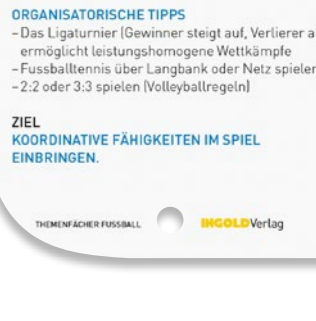 ORGANISATORISCHE TIPPS
– Das Ligaturnier (Gewinner steigt auf, Verlierer a
ermöglicht leistungshomogene Wettkämpfe
– Fussballtennis über Langbank oder Netz spielen
– 2:2 oder 3:3 spielen (Volleyballregeln)
ZIEL
KOORDINATIVE FÄHIGKEITEN IM SPIEL
EINBRINGEN.
THEMENFÄCHER FUSSBALL INGOLDVerlag